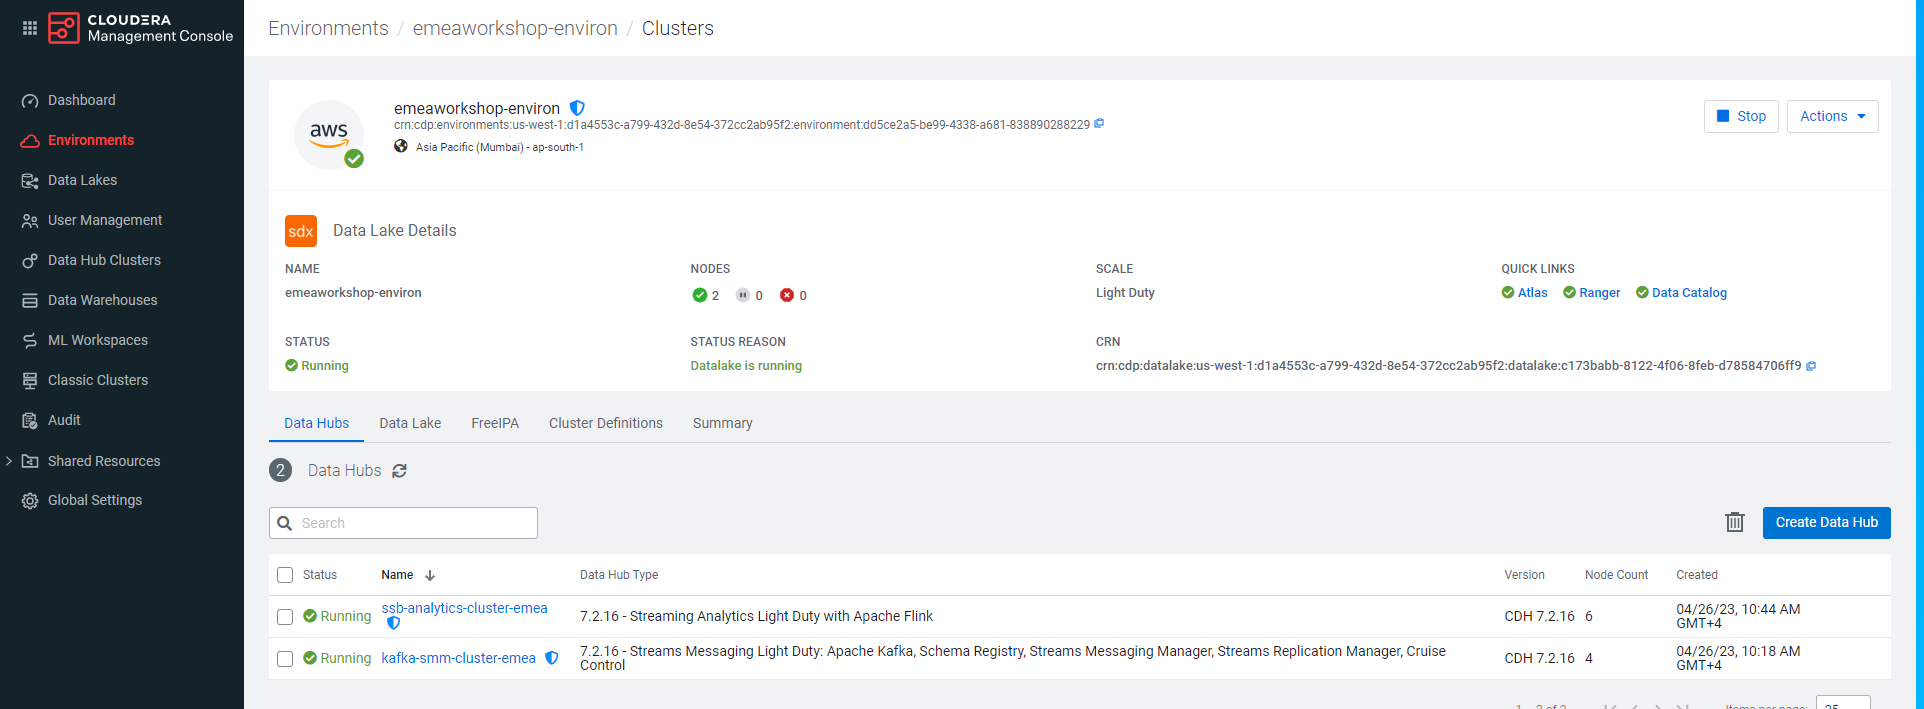 CLOUDERA
Management Console
Dashboard
Environments
Data Lakes
User Management
Data Hub Clusters
Data Warehouses
ML Workspaces
Classic Clusters
Audit
Shared Resources
Global Settings
Environments / emeaworkshop-environ / Clusters
aws
emeaworkshop-environ
crn:cdp:environments:us-west-1:d1a4553c-a799-432d-8e54-372cc2ab95f2:environment:dd5ce2a5-be99-4338-a681-838890288229
Asia Pacific (Mumbai) - ap-south-1
Stop
Actions
sdx
Data Lake Details
NAME
emeaworkshop-environ
NODES
2 0 0
SCALE
Light Duty
QUICK LINKS
Atlas Ranger Data Catalog
STATUS
Running
STATUS REASON
Datalake is running
CRN
crn:cdp:datalake:us-west-1:d1a4553c-a799-432d-8e54-372cc2ab95f2:datalake:c173babb-8122-4f06-8feb-d78584706ff9
Data Hubs Data Lake FreeIPA Cluster Definitions Summary
2 Data Hubs
Search
Create Data Hub
Status Name Data Hub Type Version Node Count Created
Running ssb-analytics-cluster-emea 7.2.16 - Streaming Analytics Light Duty with Apache Flink CDH 7.2.16 6 04/26/23, 10:44 AM
GMT+4
Running kafka-smm-cluster-emea 7.2.16 - Streams Messaging Light Duty: Apache Kafka, Schema Registry, Streams Messaging Manager, Streams Replication Manager, Cruise
Control CDH 7.2.16 4 04/26/23, 10:18 AM
GMT+4
Items per page: 25